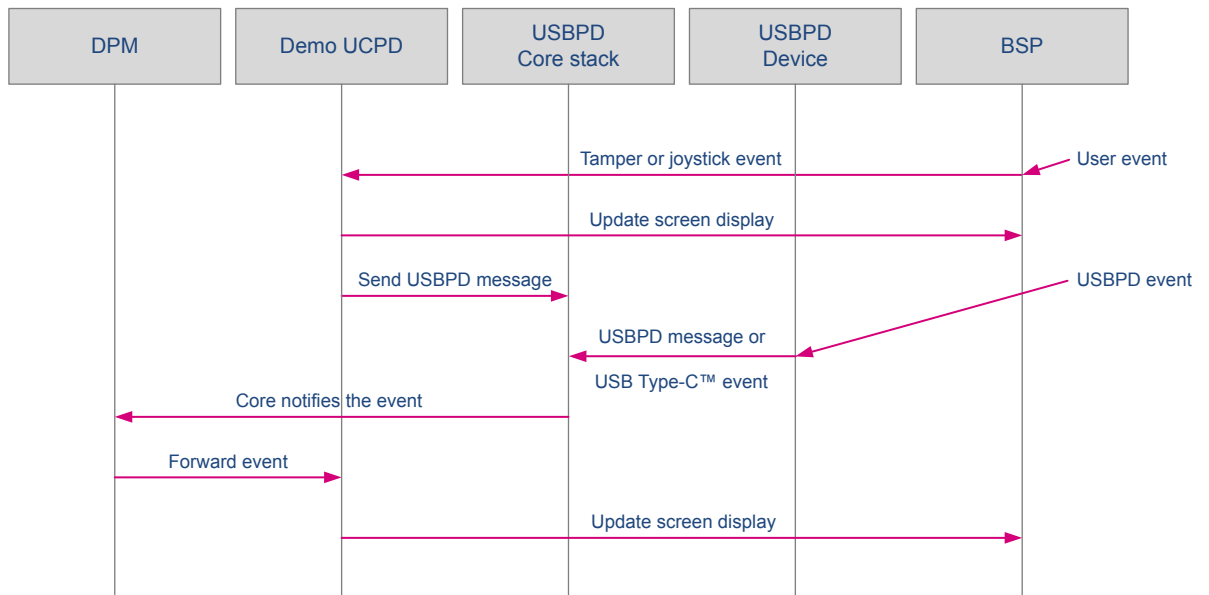 DPM
Demo UCPD
USBPD
Core stack
USBPD
Device
BSP
Tamper or joystick event
User event
Update screen display
Send USBPD message
USBPD event
USBPD message or
USB Type-C™ event
Core notifies the event
Forward event
Update screen display